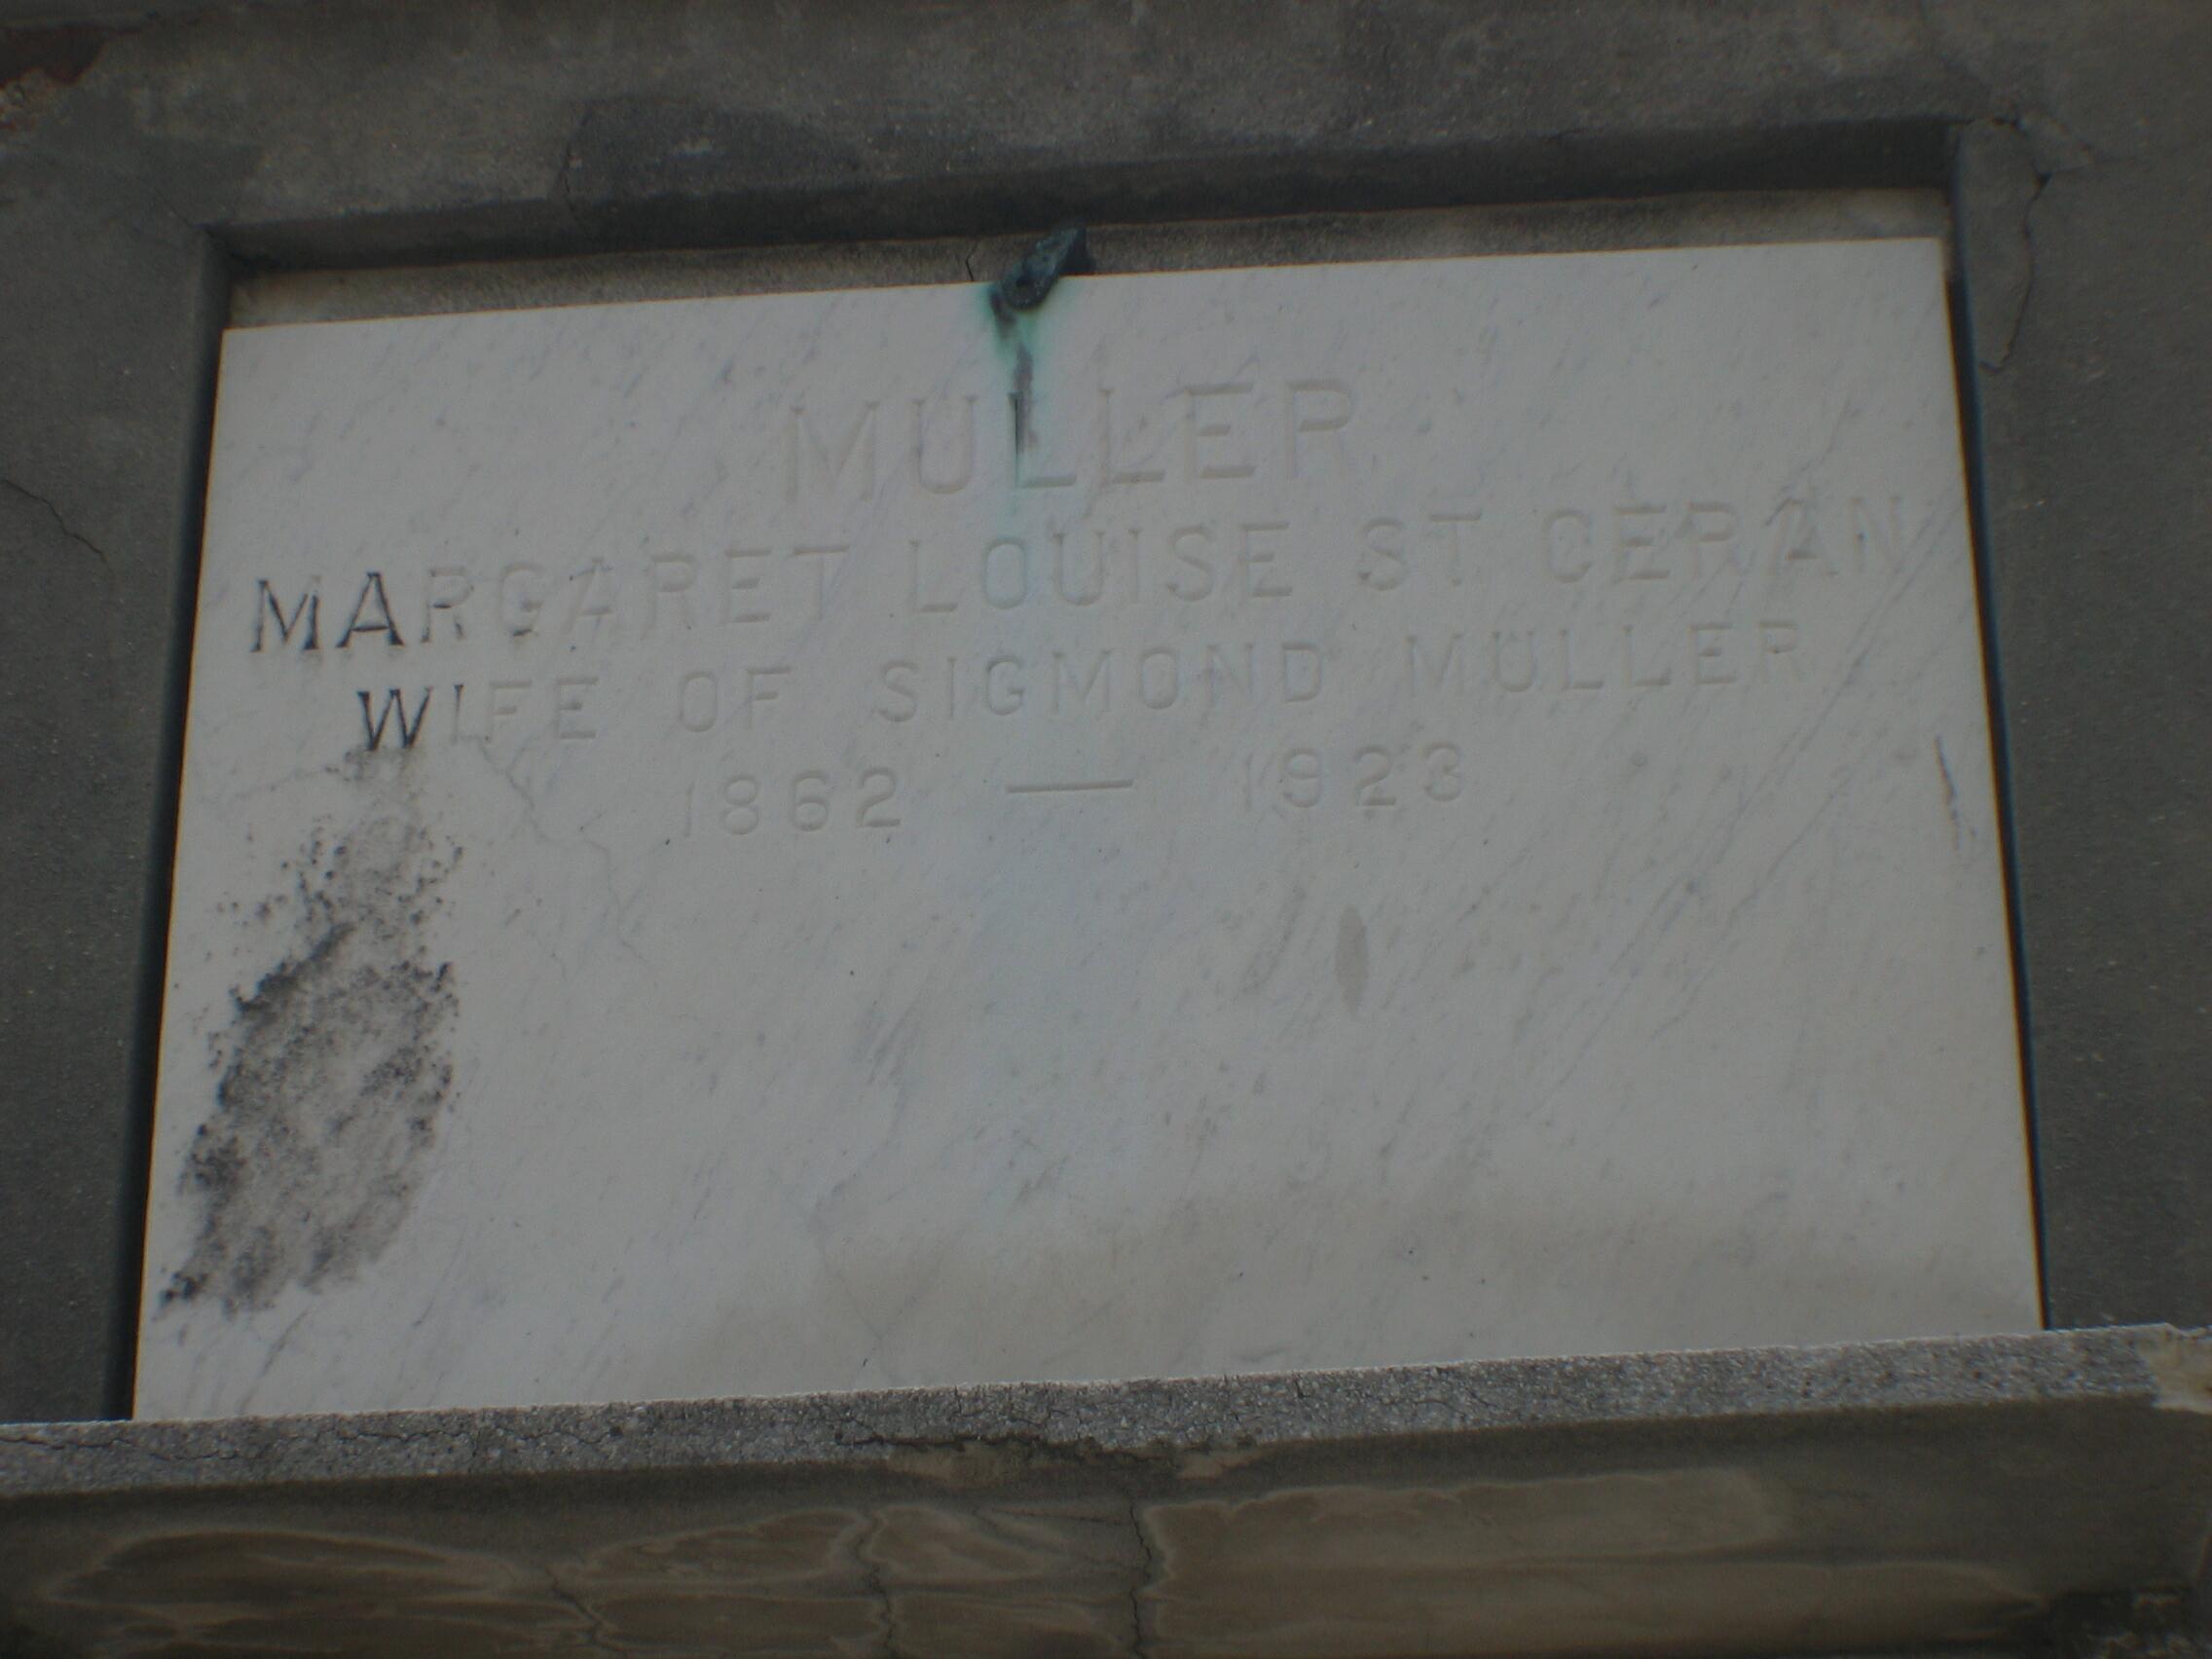 MULLER
MARGARET LOUISE ST CERAN
WIFE OF SIGMOND MULLER
1862 — 1923